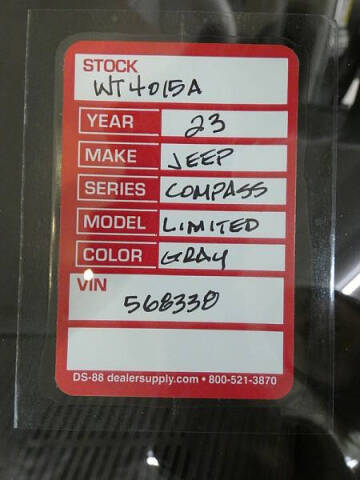 STOCK
WT4015A
YEAR 23
MAKE JEEP
SERIES COMPASS
MODEL LIMITED
COLOR GRAY
VIN
568338
DS-88 dealersupply.com • 800-521-3870